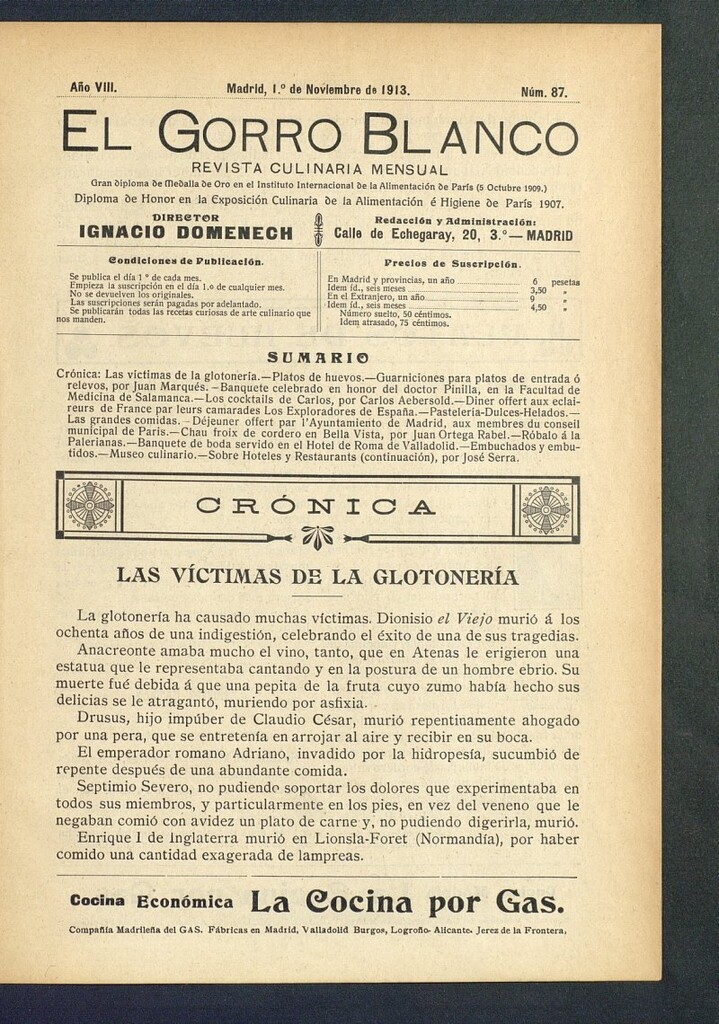 Año VIII. Madrid, 1.º de Noviembre de 1913. Núm. 87.
EL GORRO BLANCO
REVISTA CULINARIA MENSUAL
Gran diploma de Medalla de Oro en el Instituto Internacional de la Alimentación de París (5 Octubre 1909.)
Diploma de Honor en la Exposición Culinaria de la Alimentación é Higiene de París 1907.
DIRECTOR
IGNACIO DOMENECH
Redacción y Administración:
Calle de Echegaray, 20, 3.º — MADRID
Condiciones de Publicación.
Se publica el día 1 º de cada mes.
Empieza la suscripción en el día 1.º de cualquier mes.
No se devuelven los originales.
Las suscripciones serán pagadas por adelantado.
Se publicarán todas las recetas curiosas de arte culinario que
nos manden.
Precios de Suscripción.
En Madrid y provincias, un año 6 pesetas
Idem íd., seis meses 3,50 »
En el Extranjero, un año 9 »
Idem íd., seis meses 4,50 »
Número suelto, 50 céntimos.
Idem atrasado, 75 céntimos.
SUMARIO
Crónica: Las víctimas de la glotonería.—Platos de huevos.—Guarniciones para platos de entrada ó
relevos, por Juan Marqués.—Banquete celebrado en honor del doctor Pinilla, en la Facultad de
Medicina de Salamanca.—Los cocktails de Carlos, por Carlos Aebersold.—Diner offert aux eclai-
reurs de France par leurs camarades Los Exploradores de España.—Pastelería-Dulces-Helados.—
Las grandes comidas.—Déjeuner offert par l'Ayuntamiento de Madrid, aux membres du conseil
municipal de París.—Chau froix de cordero en Bella Vista, por Juan Ortega Rabel.—Róbalo á la
Palerianas.—Banquete de boda servido en el Hotel de Roma de Valladolid.—Embuchados y embu-
tidos.—Museo culinario.—Sobre Hoteles y Restaurants (continuación), por José Serra.
CRÓNICA
LAS VÍCTIMAS DE LA GLOTONERÍA
La glotonería ha causado muchas víctimas. Dionisio el Viejo murió á los
ochenta años de una indigestión, celebrando el éxito de una de sus tragedias.
Anacreonte amaba mucho el vino, tanto, que en Atenas le erigieron una
estatua que le representaba cantando y en la postura de un hombre ebrio. Su
muerte fué debida á que una pepita de la fruta cuyo zumo había hecho sus
delicias se le atragantó, muriendo por asfixia.
Drusus, hijo impúber de Claudio César, murió repentinamente ahogado
por una pera, que se entretenía en arrojar al aire y recibir en su boca.
El emperador romano Adriano, invadido por la hidropesía, sucumbió de
repente después de una abundante comida.
Septimio Severo, no pudiendo soportar los dolores que experimentaba en
todos sus miembros, y particularmente en los pies, en vez del veneno que le
negaban comió con avidez un plato de carne y, no pudiendo digerirla, murió.
Enrique I de Inglaterra murió en Lionsla-Foret (Normandía), por haber
comido una cantidad exagerada de lampreas.
Cocina Económica La Cocina por Gas.
Compañía Madrileña del GAS. Fábricas en Madrid, Valladolid Burgos, Logroño- Alicante. Jerez de la Frontera,